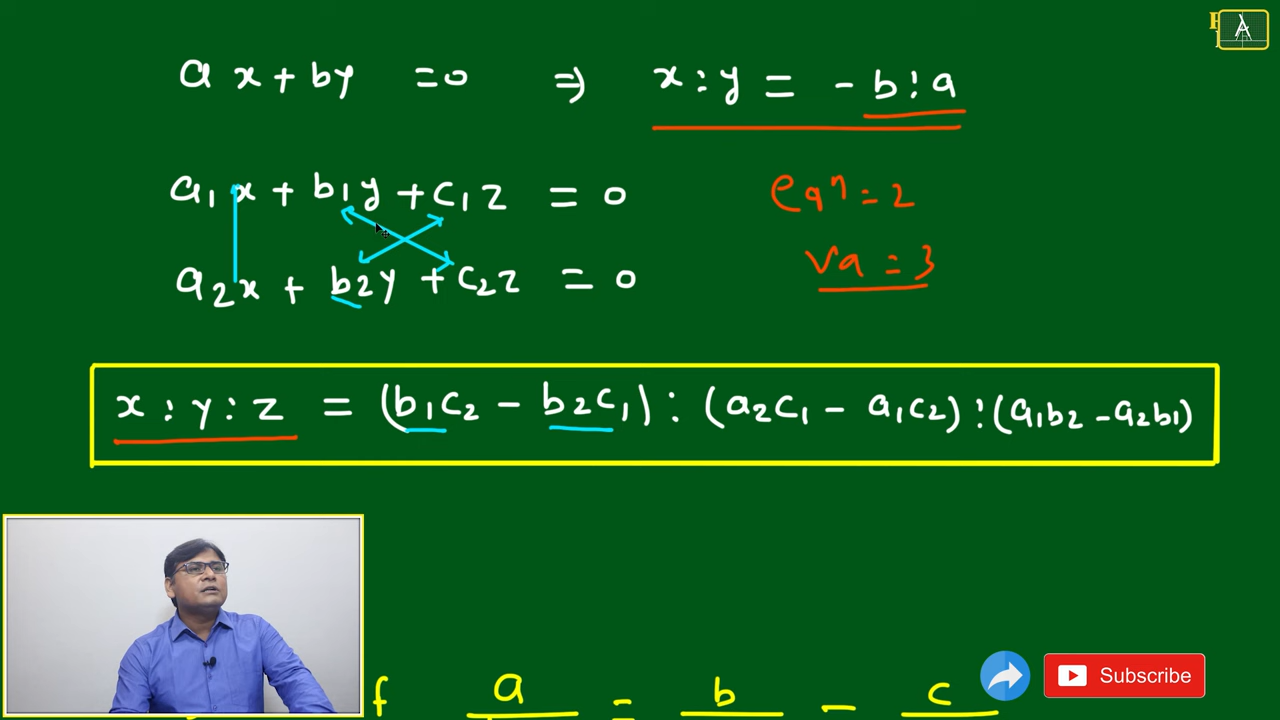 ax + by = 0 ⇒ x : y = - b : a
a1x + b1y + c1z = 0
eqn = 2
a2x + b2y + c2z = 0
va = 3
x : y : z = (b1c2 - b2c1) : (a2c1 - a1c2) : (a1b2 - a2b1)
f a = b - c
Subscribe